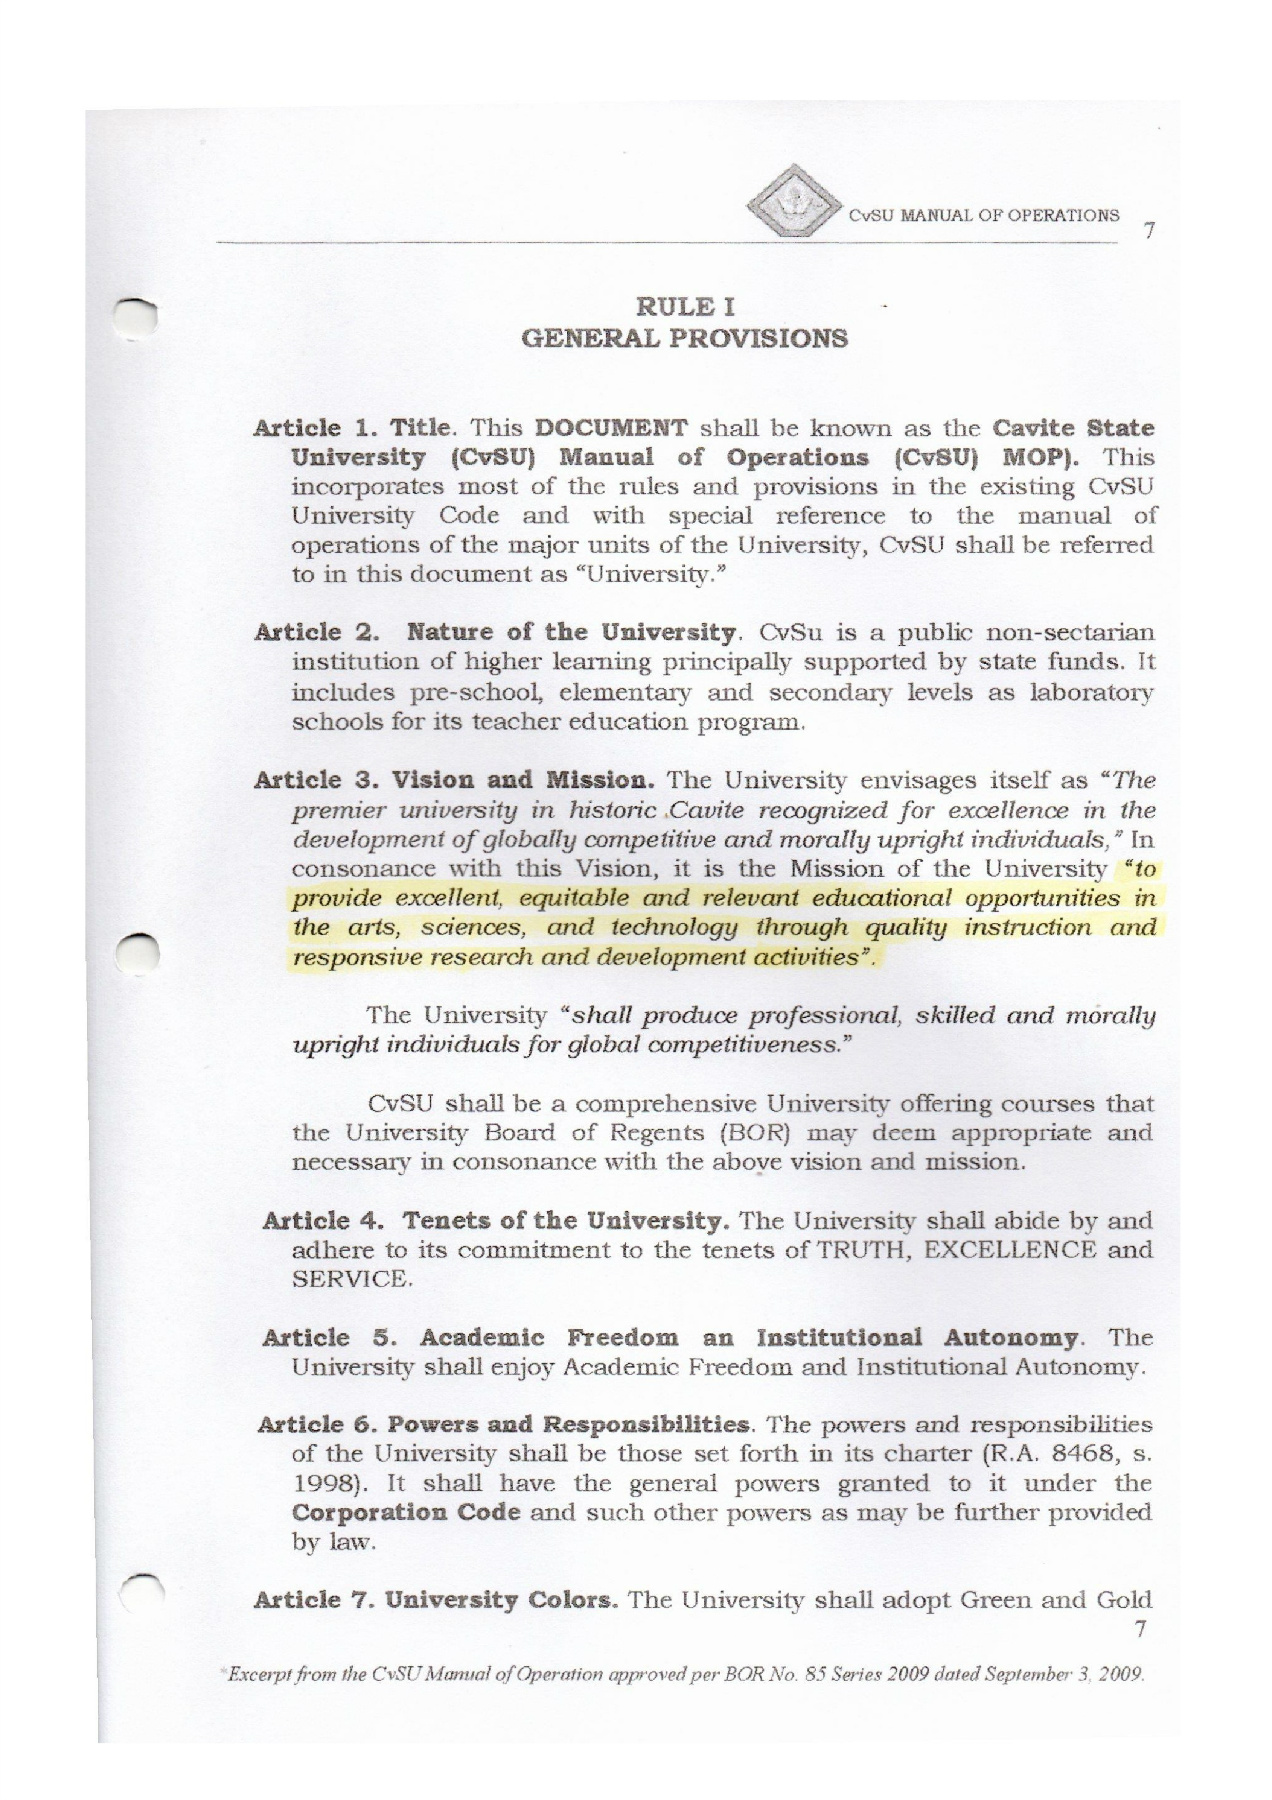 CvSU MANUAL OF OPERATIONS
7
RULE I
GENERAL PROVISIONS
Article 1. Title. This DOCUMENT shall be known as the Cavite State
University (CvSU) Manual of Operations (CvSU) MOP). This
incorporates most of the rules and provisions in the existing CvSU
University Code and with special reference to the manual of
operations of the major units of the University, CvSU shall be referred
to in this document as “University.”
Article 2. Nature of the University. CvSu is a public non-sectarian
institution of higher learning principally supported by state funds. It
includes pre-school, elementary and secondary levels as laboratory
schools for its teacher education program.
Article 3. Vision and Mission. The University envisages itself as “The
premier university in historic Cavite recognized for excellence in the
development of globally competitive and morally upright individuals,” In
consonance with this Vision, it is the Mission of the University “to
provide excellent, equitable and relevant educational opportunities in
the arts, sciences, and technology through quality instruction and
responsive research and development activities”.
The University “shall produce professional, skilled and morally
upright individuals for global competitiveness.”
CvSU shall be a comprehensive University offering courses that
the University Board of Regents (BOR) may deem appropriate and
necessary in consonance with the above vision and mission.
Article 4. Tenets of the University. The University shall abide by and
adhere to its commitment to the tenets of TRUTH, EXCELLENCE and
SERVICE.
Article 5. Academic Freedom an Institutional Autonomy. The
University shall enjoy Academic Freedom and Institutional Autonomy.
Article 6. Powers and Responsibilities. The powers and responsibilities
of the University shall be those set forth in its charter (R.A. 8468, s.
1998). It shall have the general powers granted to it under the
Corporation Code and such other powers as may be further provided
by law.
Article 7. University Colors. The University shall adopt Green and Gold
7
*Excerpt from the CvSU Manual of Operation approved per BOR No. 85 Series 2009 dated September 3, 2009.